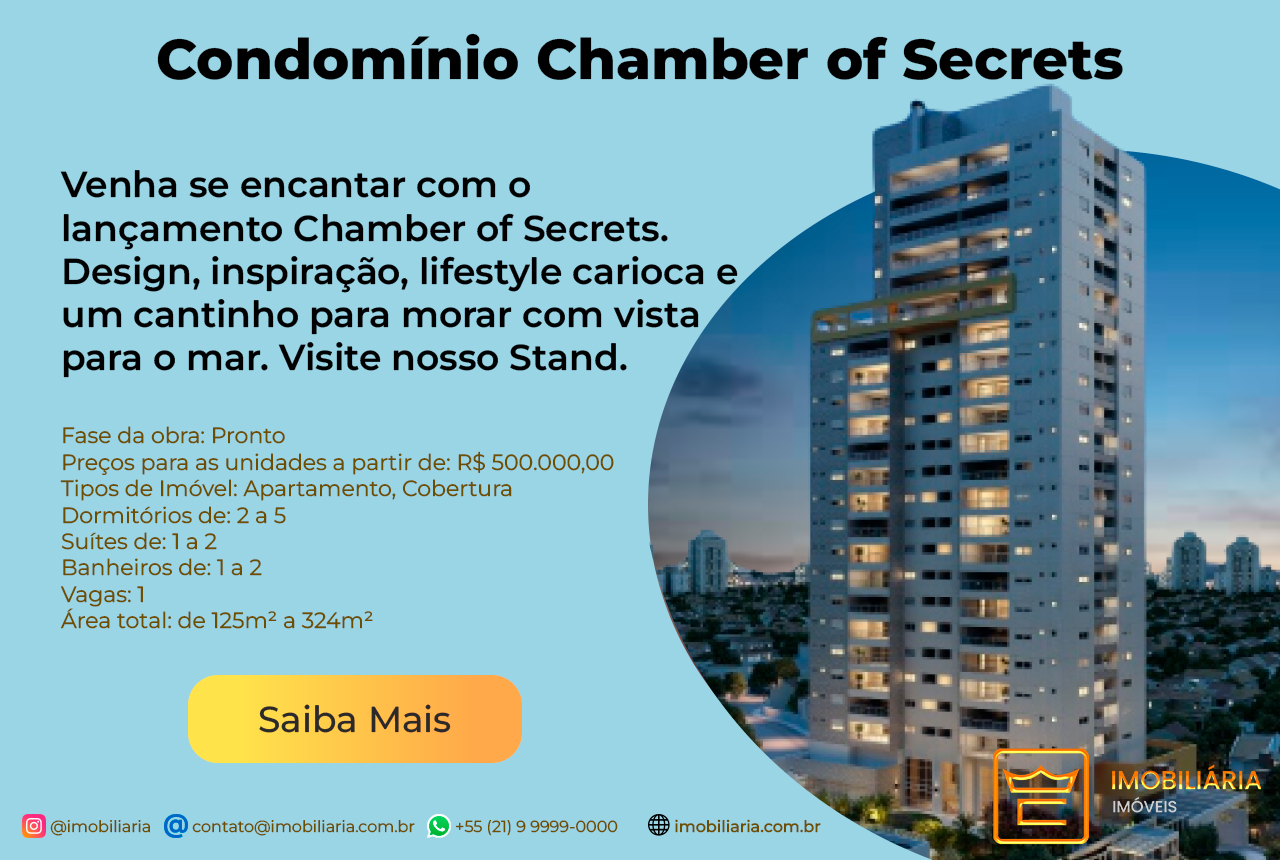 Condomínio Chamber of Secrets
Venha se encantar com o
lançamento Chamber of Secrets.
Design, inspiração, lifestyle carioca e
um cantinho para morar com vista
para o mar. Visite nosso Stand.
Fase da obra: Pronto
Preços para as unidades a partir de: R$ 500.000,00
Tipos de Imóvel: Apartamento, Cobertura
Dormitórios de: 2 a 5
Suítes de: 1 a 2
Banheiros de: 1 a 2
Vagas: 1
Área total: de 125m² a 324m²
Saiba Mais
IMOBILIÁRIA
IMÓVEIS
@imobiliaria
contato@imobiliaria.com.br
+55 (21) 9 9999-0000
imobiliaria.com.br